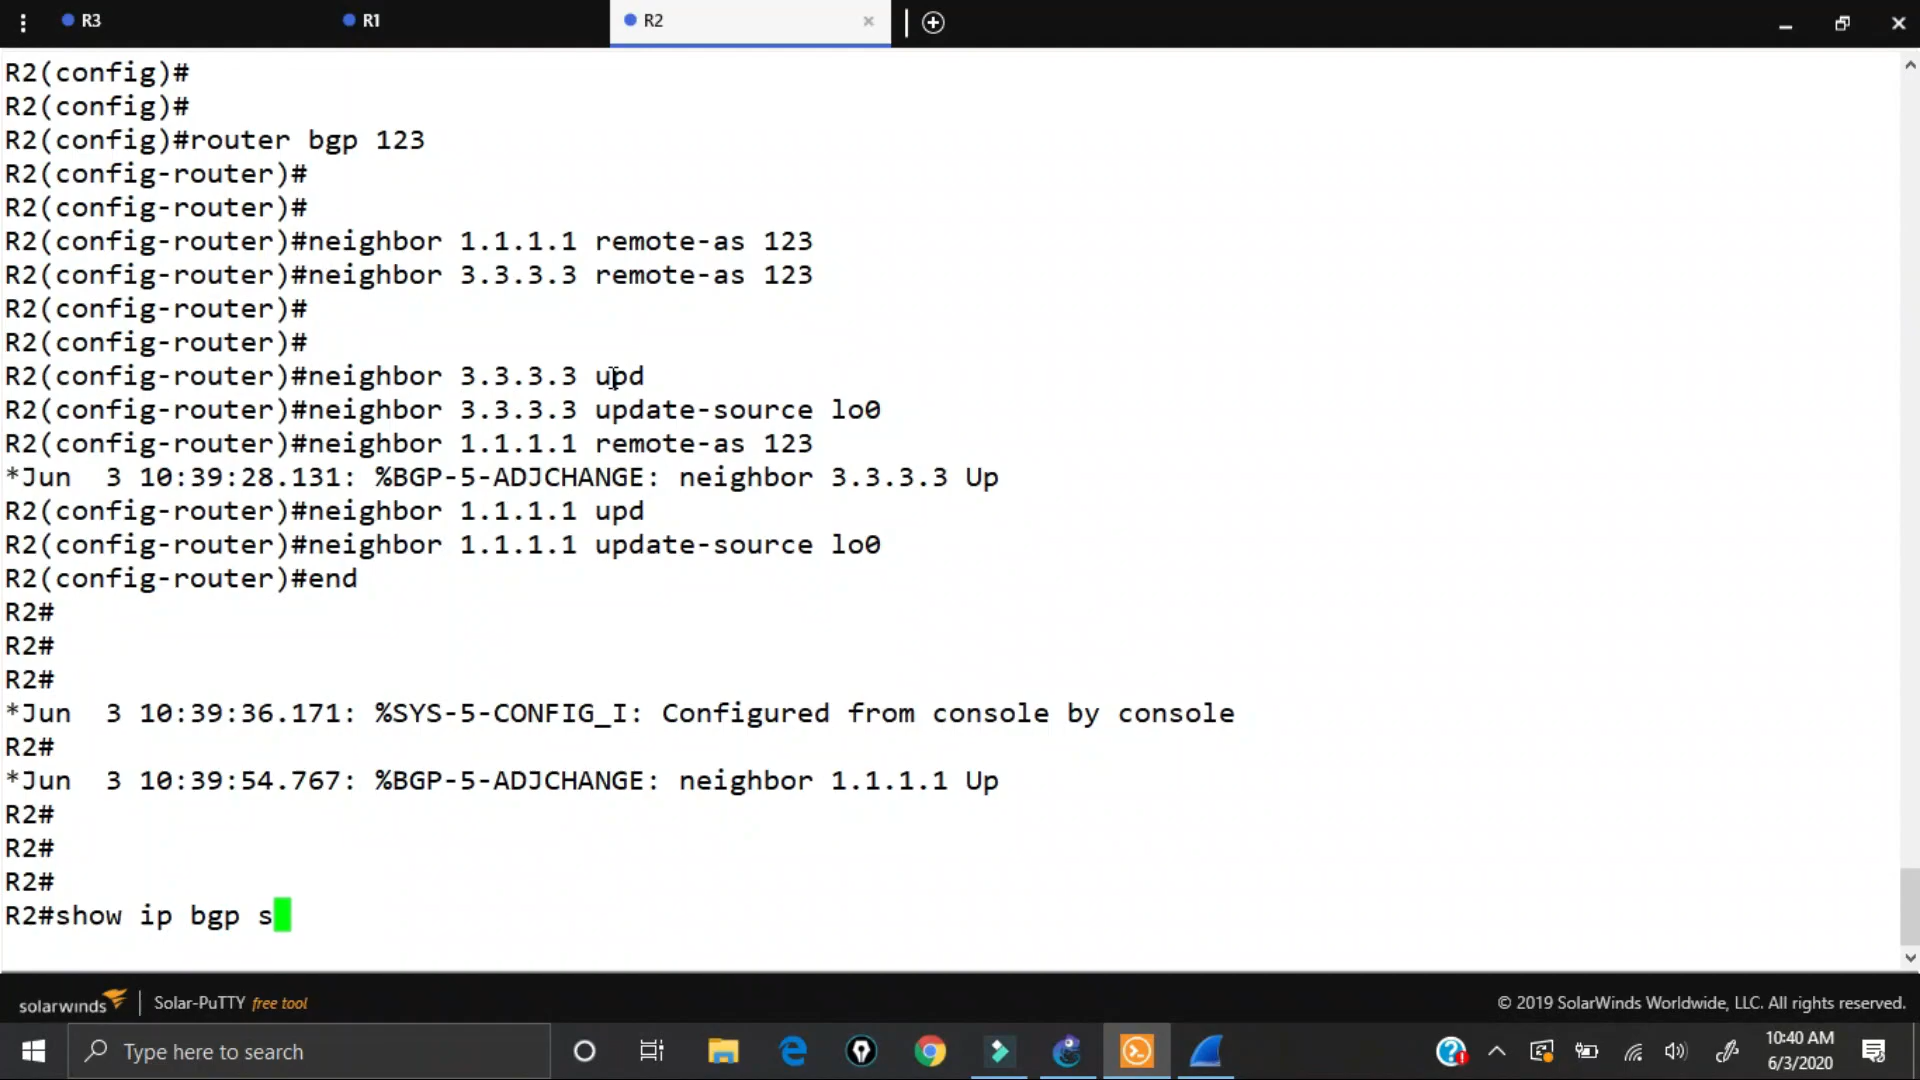 R3
R1
R2
R2(config)#
R2(config)#
R2(config)#router bgp 123
R2(config-router)#
R2(config-router)#
R2(config-router)#neighbor 1.1.1.1 remote-as 123
R2(config-router)#neighbor 3.3.3.3 remote-as 123
R2(config-router)#
R2(config-router)#
R2(config-router)#neighbor 3.3.3.3 upd
R2(config-router)#neighbor 3.3.3.3 update-source lo0
R2(config-router)#neighbor 1.1.1.1 remote-as 123
*Jun  3 10:39:28.131: %BGP-5-ADJCHANGE: neighbor 3.3.3.3 Up
R2(config-router)#neighbor 1.1.1.1 upd
R2(config-router)#neighbor 1.1.1.1 update-source lo0
R2(config-router)#end
R2#
R2#
R2#
*Jun  3 10:39:36.171: %SYS-5-CONFIG_I: Configured from console by console
R2#
*Jun  3 10:39:54.767: %BGP-5-ADJCHANGE: neighbor 1.1.1.1 Up
R2#
R2#
R2#
R2#show ip bgp s
solarwinds | Solar-PuTTY free tool
© 2019 SolarWinds Worldwide, LLC. All rights reserved.
Type here to search
10:40 AM
6/3/2020